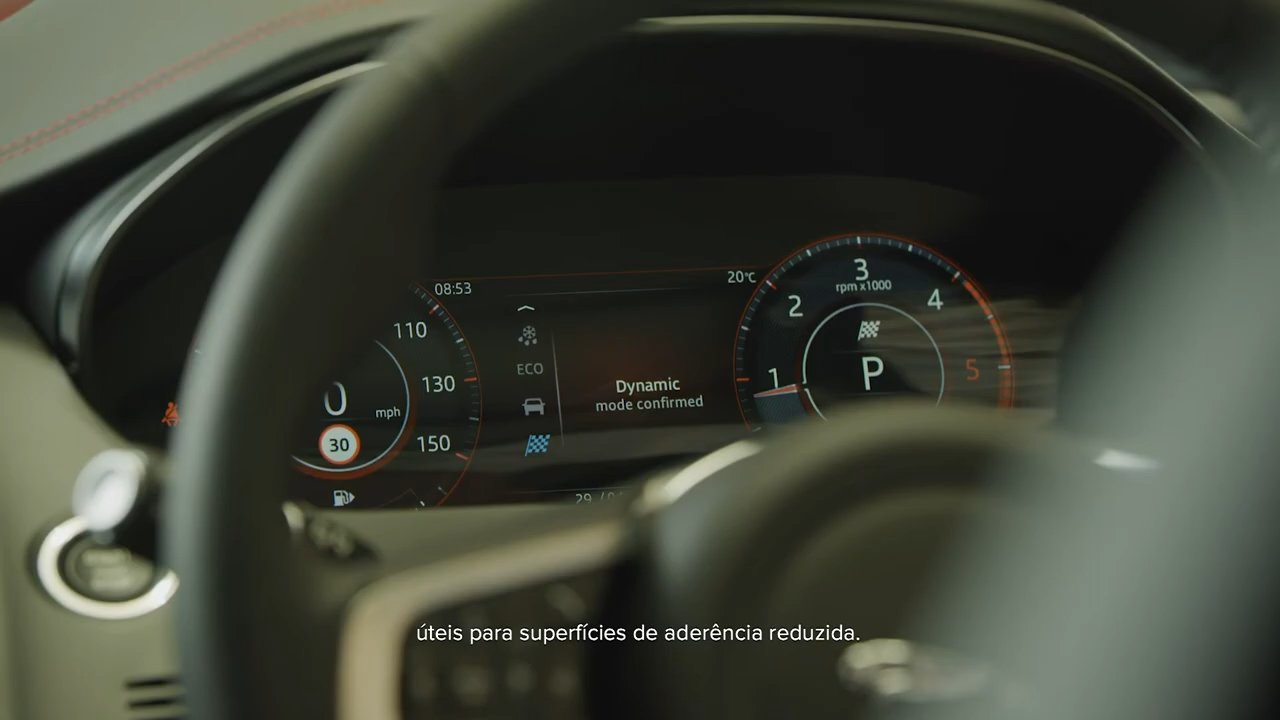 08:53
20°C
110
130
150
0
mph
30
ECO
Dynamic
mode confirmed
1
2
3
4
5
rpm x1000
P
úteis para superfícies de aderência reduzida.